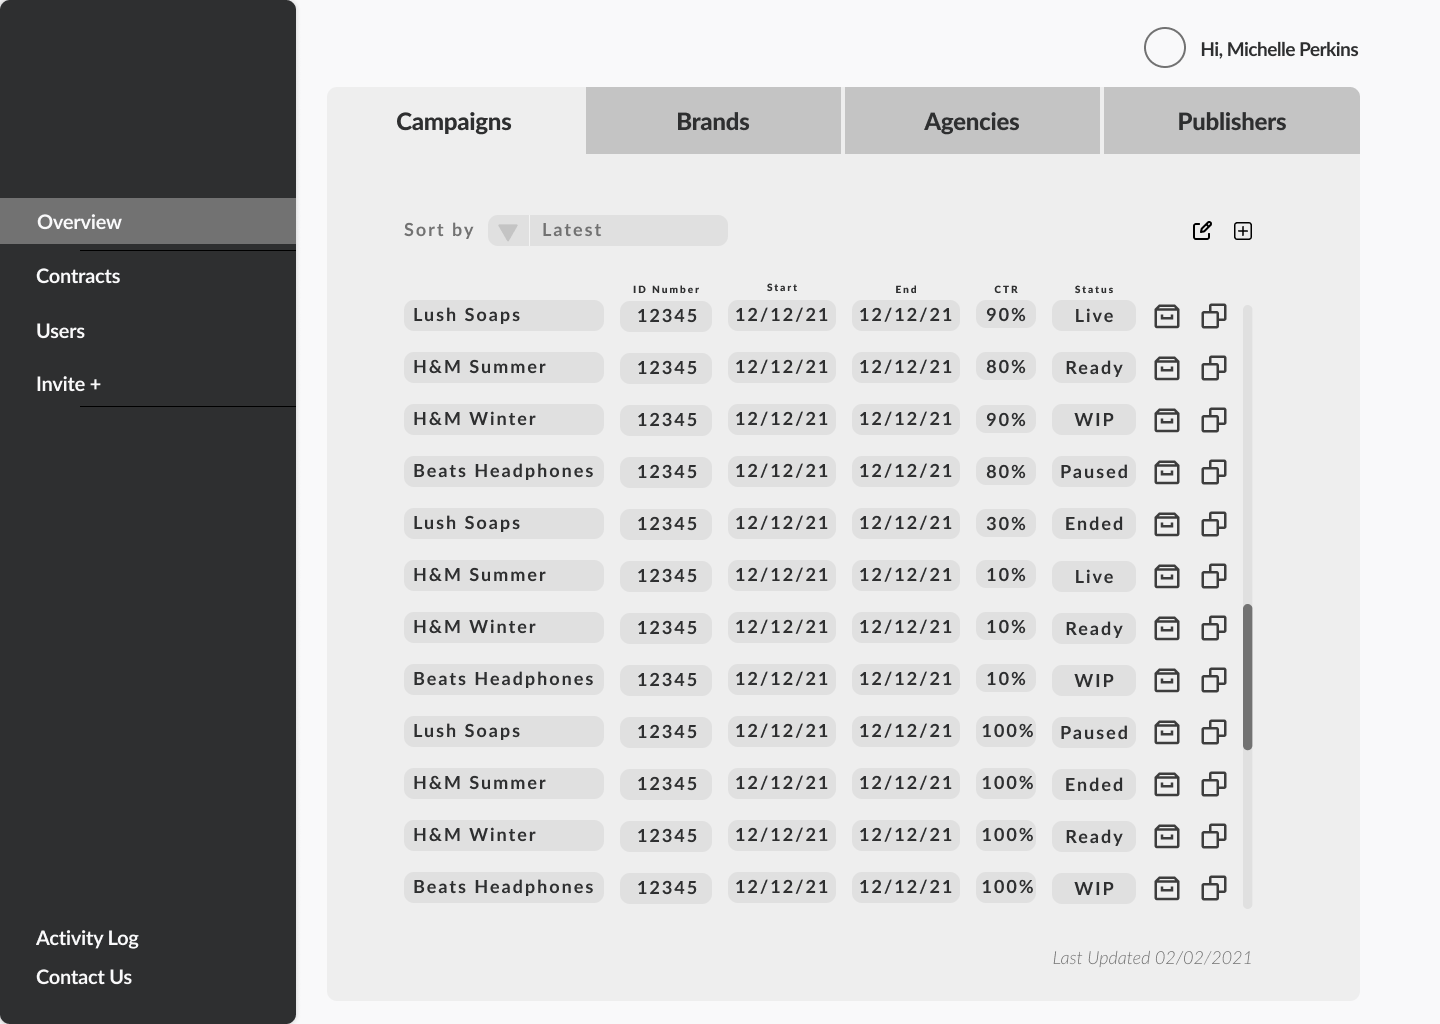 Hi, Michelle Perkins
Campaigns Brands Agencies Publishers
Overview
Contracts
Users
Invite +
Activity Log
Contact Us
Sort by Latest
ID Number Start End CTR Status
Lush Soaps 12345 12/12/21 12/12/21 90% Live
H&M Summer 12345 12/12/21 12/12/21 80% Ready
H&M Winter 12345 12/12/21 12/12/21 90% WIP
Beats Headphones 12345 12/12/21 12/12/21 80% Paused
Lush Soaps 12345 12/12/21 12/12/21 30% Ended
H&M Summer 12345 12/12/21 12/12/21 10% Live
H&M Winter 12345 12/12/21 12/12/21 10% Ready
Beats Headphones 12345 12/12/21 12/12/21 10% WIP
Lush Soaps 12345 12/12/21 12/12/21 100% Paused
H&M Summer 12345 12/12/21 12/12/21 100% Ended
H&M Winter 12345 12/12/21 12/12/21 100% Ready
Beats Headphones 12345 12/12/21 12/12/21 100% WIP
Last Updated 02/02/2021